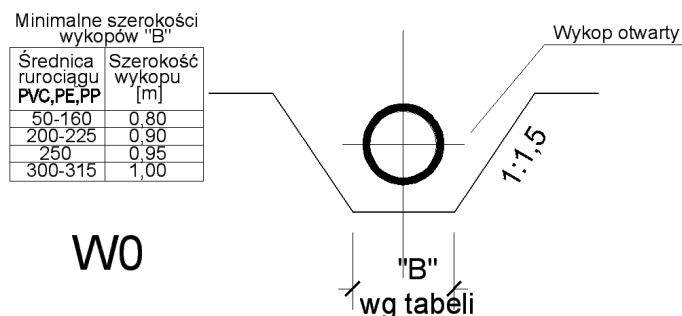 Minimalne szerokości
wykopów "B"
Średnica rurociągu PVC,PE,PP Szerokość wykopu [m]
50-160 0,80
200-225 0,90
250 0,95
300-315 1,00
Wykop otwarty
1:1,5
W0
"B"
wg tabeli